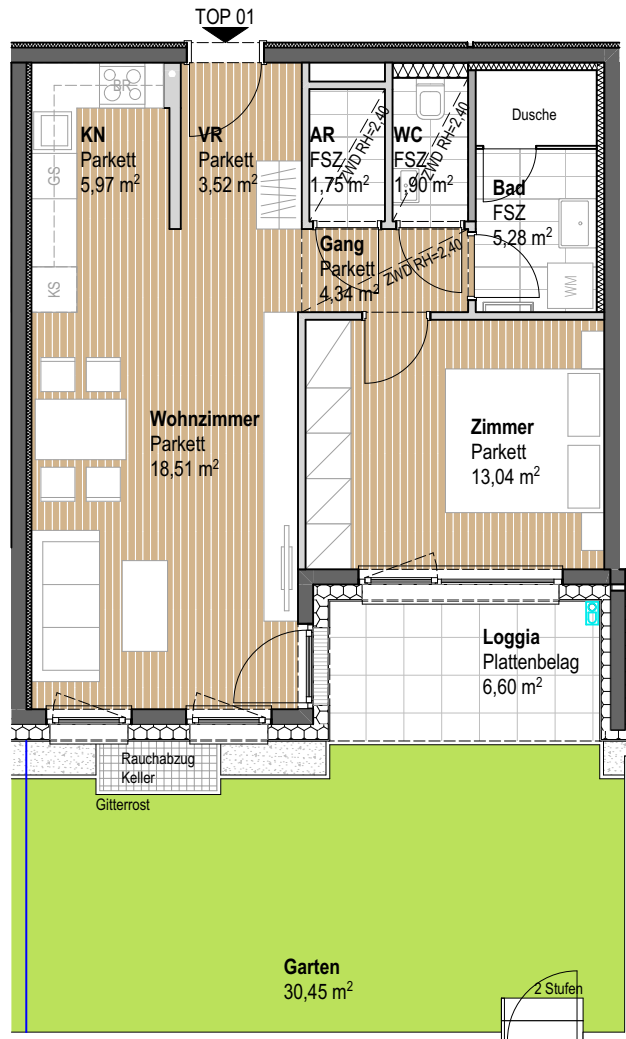 TOP 01
BR
Dusche
KN
Parkett
5,97 m²
VR
Parkett
3,52 m²
AR
FSZ
1,75 m²
ZWD RH=2,40
WC
FSZ
1,90 m²
ZWD RH=2,40
Bad
FSZ
5,28 m²
GS
KS
Gang
Parkett
4,34 m²
ZWD RH=2,40
WM
Wohnzimmer
Parkett
18,51 m²
Zimmer
Parkett
13,04 m²
Loggia
Plattenbelag
6,60 m²
Rauchabzug
Keller
Gitterrost
Garten
30,45 m²
2 Stufen